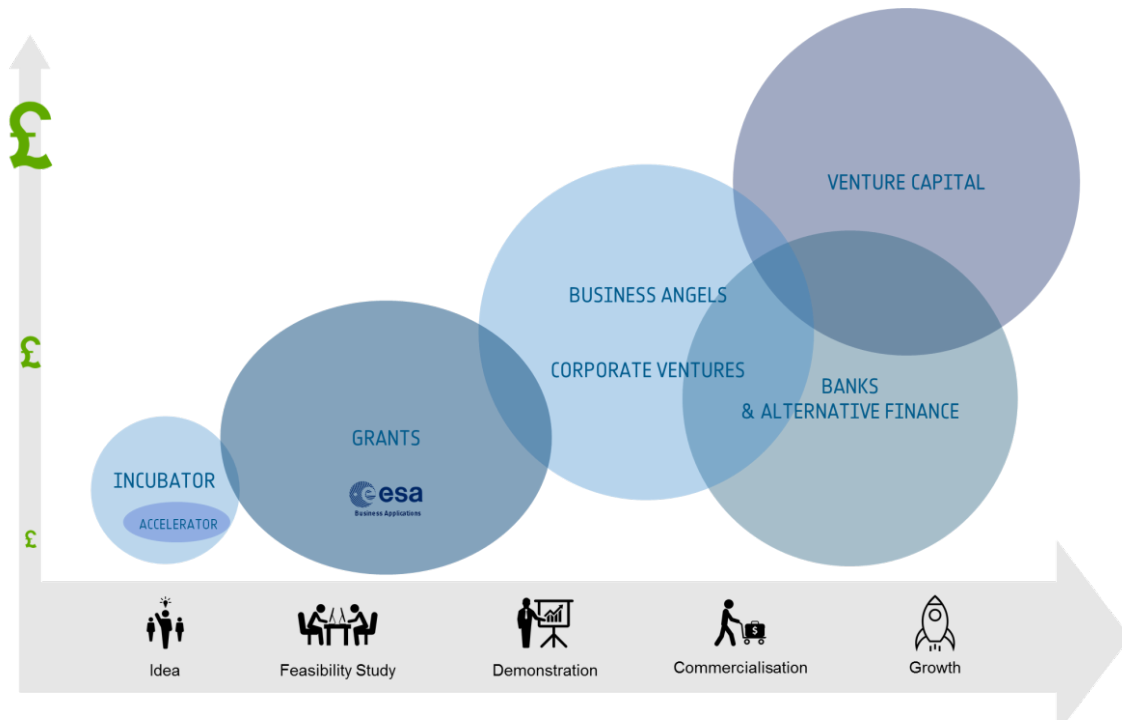 £
VENTURE CAPITAL
BUSINESS ANGELS
£
CORPORATE VENTURES
BANKS
& ALTERNATIVE FINANCE
GRANTS
INCUBATOR
esa
Business Applications
ACCELERATOR
£
$
Idea
Feasibility Study
Demonstration
Commercialisation
Growth